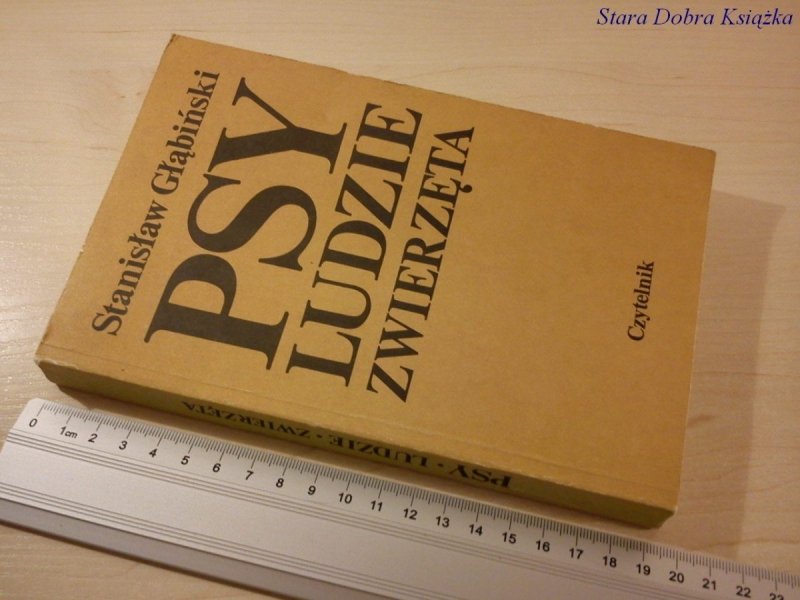 Stara Dobra Książka
Stanisław Głąbiński
PSY
LUDZIE
ZWIERZĘTA
Czytelnik
PSY • LUDZIE • ZWIERZĘTA
0 1cm 2 3 4 5 6 7 8 9 10 11 12 13 14 15 16 17 18 19 20 21 22 23